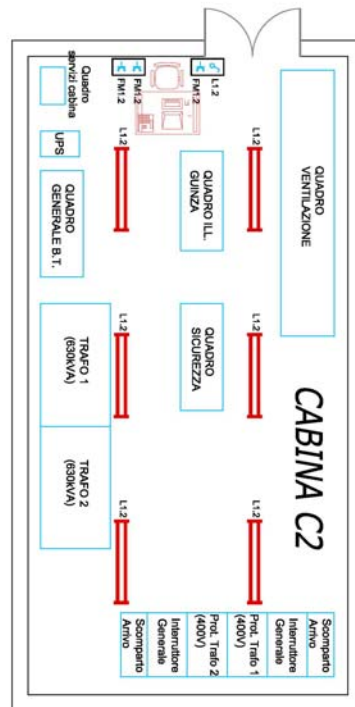 Quadro
servizi cabina
UPS
QUADRO
GENERALE B.T.
TRAFO 1
(630kVA)
TRAFO 2
(630kVA)
FM1.2
FM1.2
FM1.2
L1.2
L1.2
L1.2
L1.2
L1.2
L1.2
L1.2
QUADRO ILL.
GUINZA
QUADRO
SICUREZZA
QUADRO
VENTILAZIONE
CABINA C2
Scomparto
Arrivo
Interruttore
Generale
Prot. Trafo 1
(400V)
Prot. Trafo 2
(400V)
Interruttore
Generale
Scomparto
Arrivo